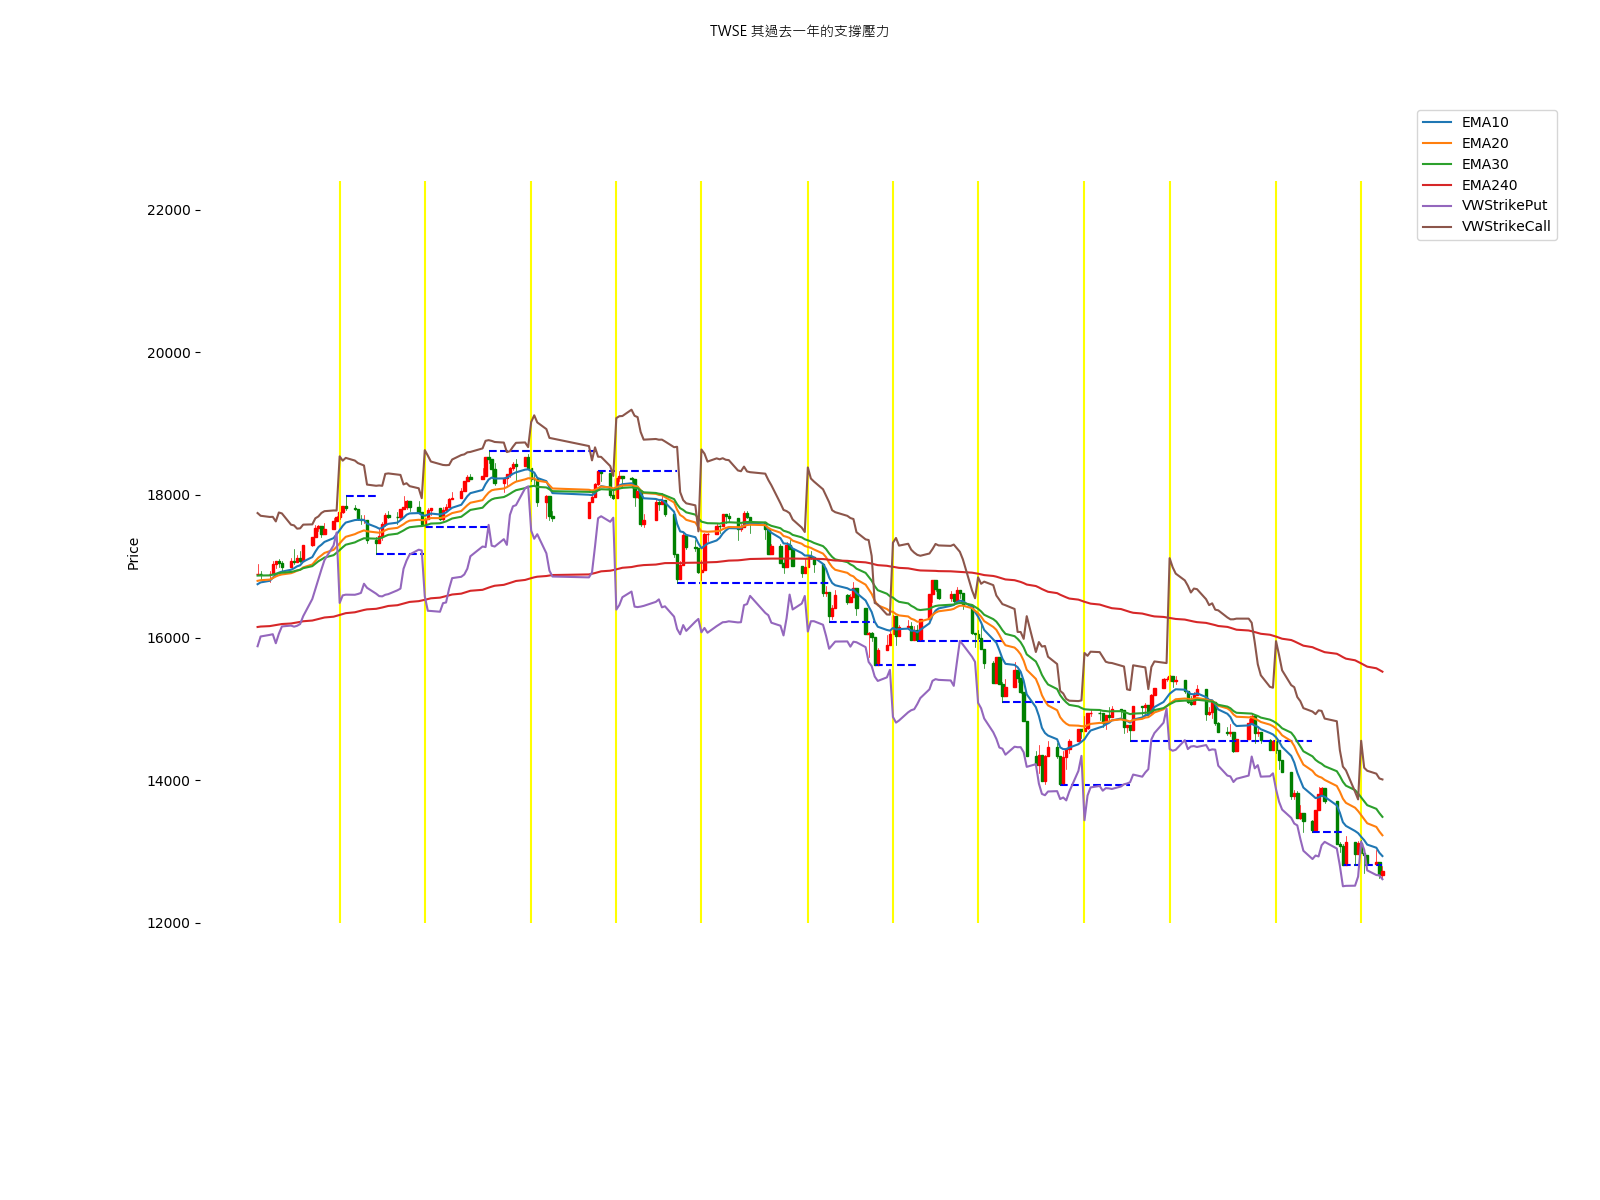 TWSE 其過去一年的支撐壓力
EMA10
EMA20
EMA30
EMA240
VWStrikePut
VWStrikeCall
22000
20000
18000
16000
14000
12000
Price